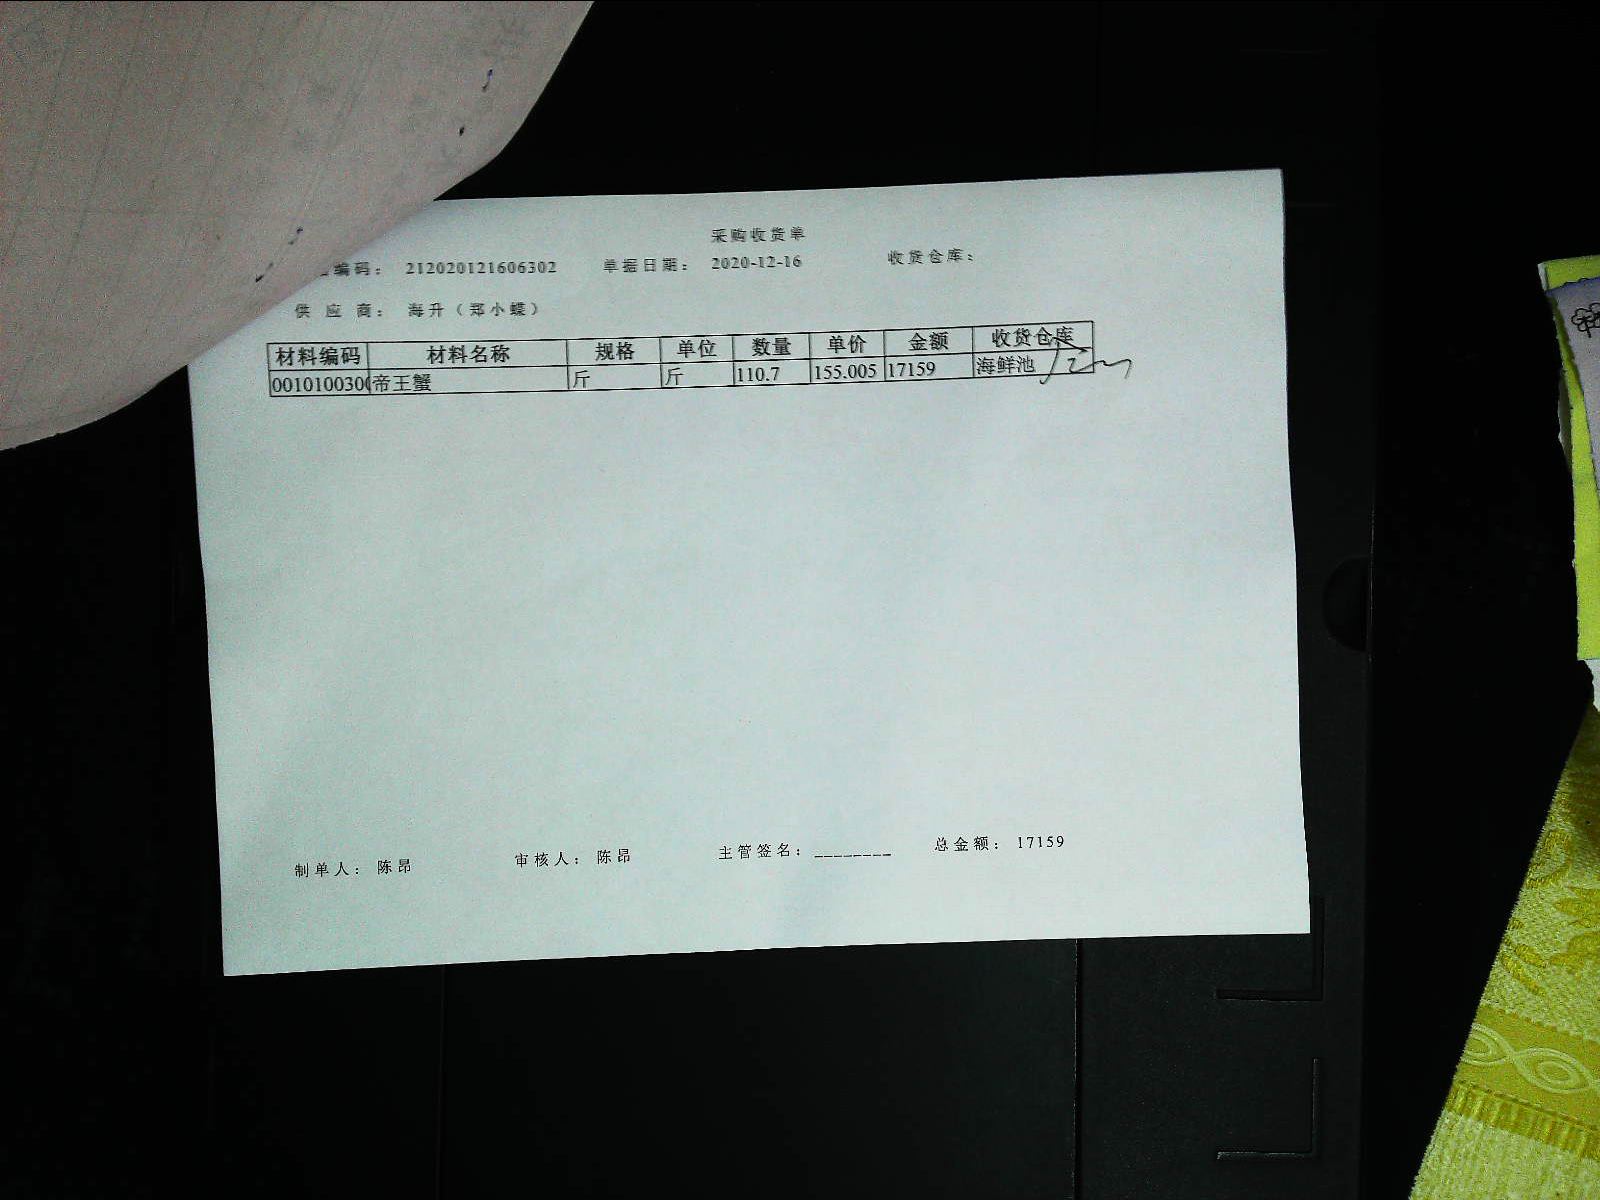 采购收货单
编码： 212020121606302 单据日期： 2020-12-16 收货仓库：
供 应 商： 海升（郑小蝶）
材料编码 材料名称 规格 单位 数量 单价 金额 收货仓库
0010100300 帝王蟹 斤 斤 110.7 155.005 17159 海鲜池
制单人： 陈昂 审核人： 陈昂 主管签名： ________ 总金额： 17159